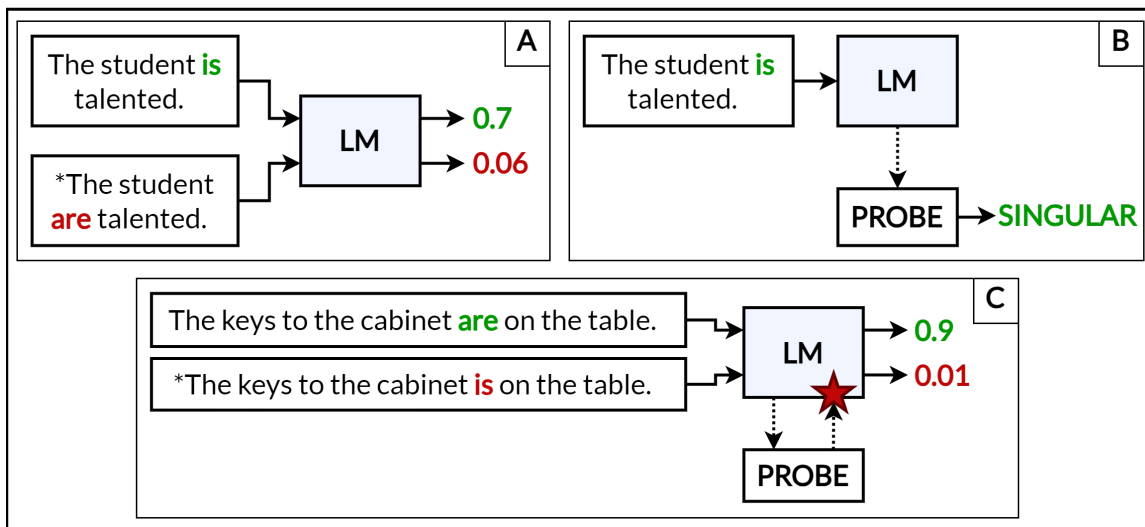 A
The student is
talented.
*The student
are talented.
LM
0.7
0.06
B
The student is
talented.
LM
PROBE
SINGULAR
C
The keys to the cabinet are on the table.
*The keys to the cabinet is on the table.
LM
0.9
0.01
PROBE